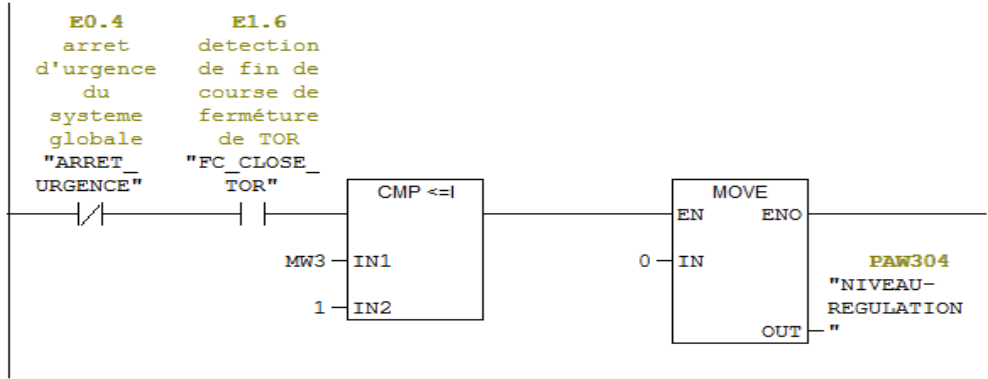 E0.4
arret
d'urgence
du
systeme
globale
"ARRET_
URGENCE"
E1.6
detection
de fin de
course de
ferméture
de TOR
"FC_CLOSE_
TOR"
CMP <=I
MW3
IN1
1
IN2
MOVE
EN
ENO
0
IN
PAW304
"NIVEAU-
REGULATION
"
OUT